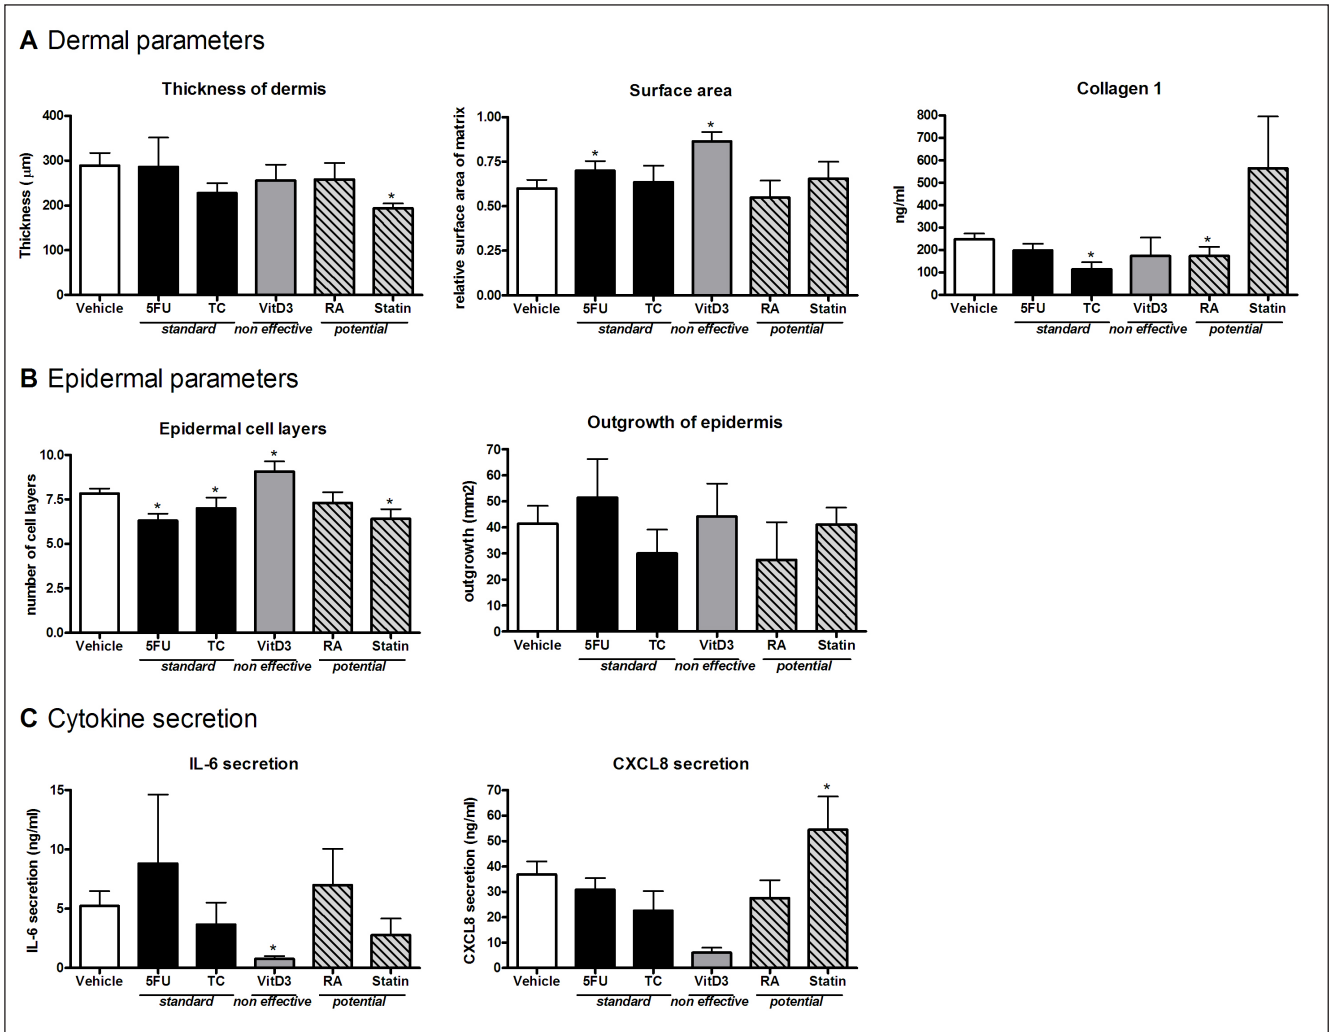 A Dermal parameters
Thickness of dermis
Thickness ( μm)
400
300
200
100
0
*
Vehicle 5FU TC VitD3 RA Statin
standard non effective potential
Surface area
relative surface area of matrix
1.00
0.75
0.50
0.25
0.00
* *
Vehicle 5FU TC VitD3 RA Statin
standard non effective potential
Collagen 1
ng/ml
800
700
600
500
400
300
200
100
0
* *
Vehicle 5FU TC VitD3 RA Statin
standard non effective potential
B Epidermal parameters
Epidermal cell layers
number of cell layers
10.0
7.5
5.0
2.5
0.0
* * * *
Vehicle 5FU TC VitD3 RA Statin
standard non effective potential
Outgrowth of epidermis
outgrowth (mm2)
70
60
50
40
30
20
10
0
Vehicle 5FU TC VitD3 RA Statin
standard non effective potential
C Cytokine secretion
IL-6 secretion
IL-6 secretion (ng/ml)
15
10
5
0
*
Vehicle 5FU TC VitD3 RA Statin
standard non effective potential
CXCL8 secretion
CXCL8 secretion (ng/ml)
70
60
50
40
30
20
10
0
*
Vehicle 5FU TC VitD3 RA Statin
standard non effective potential